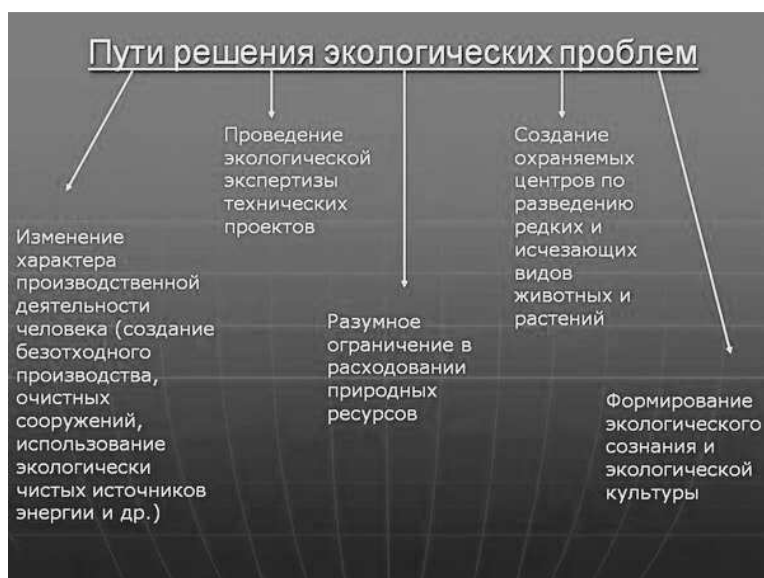 Пути решения экологических проблем
Изменение
характера
производственной
деятельности
человека (создание
безотходного
производства,
очистных
сооружений,
использование
экологически
чистых источников
энергии и др.)
Проведение
экологической
экспертизы
технических
проектов
Разумное
ограничение в
расходовании
природных
ресурсов
Создание
охраняемых
центров по
разведению
редких и
исчезающих
видов
животных и
растений
Формирование
экологического
сознания и
экологической
культуры